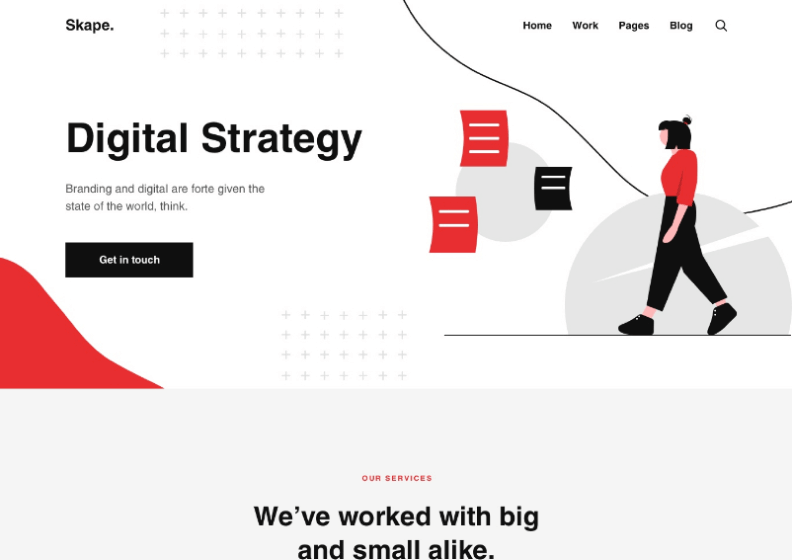 Skape.
Home Work Pages Blog
Digital Strategy
Branding and digital are forte given the
state of the world, think.
Get in touch
OUR SERVICES
We’ve worked with big
and small alike.